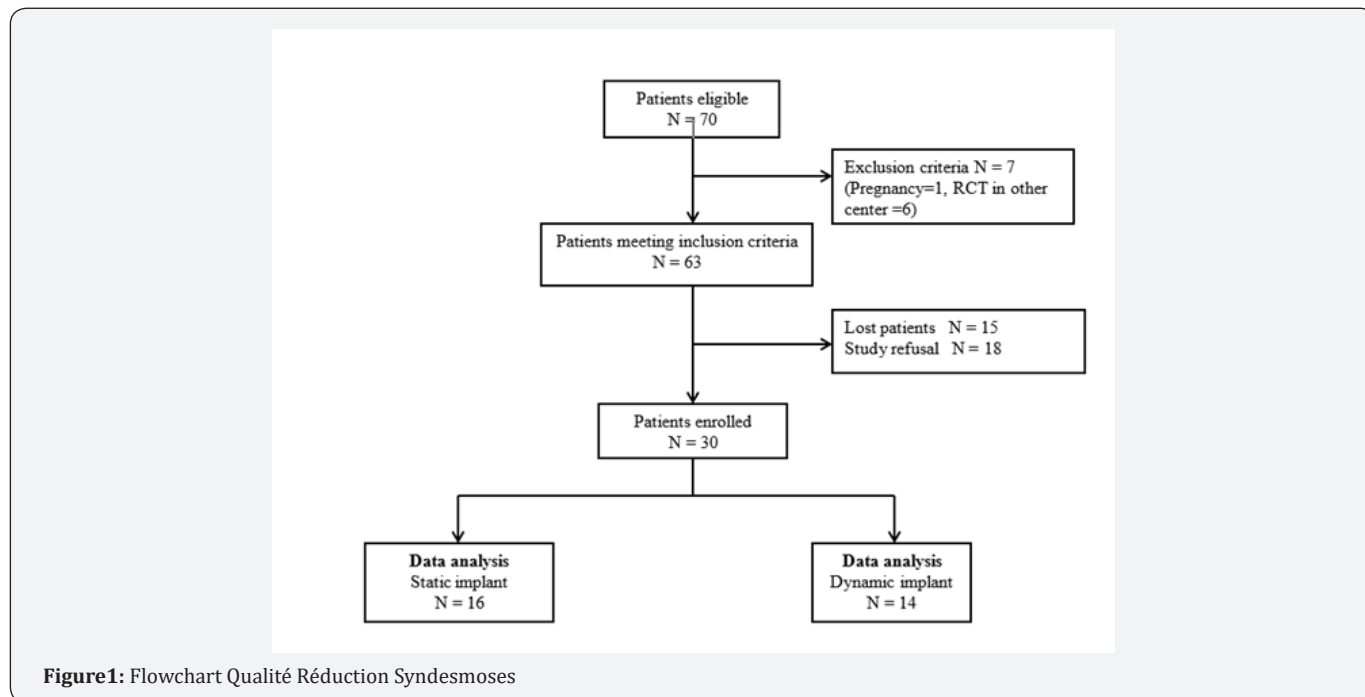 Patients eligible
N = 70
Exclusion criteria N = 7
(Pregnancy=1, RCT in other
center =6)
Patients meeting inclusion criteria
N = 63
Lost patients N = 15
Study refusal N = 18
Patients enrolled
N = 30
Data analysis
Static implant
N = 16
Data analysis
Dynamic implant
N = 14
Figure1: Flowchart Qualité Réduction Syndesmoses